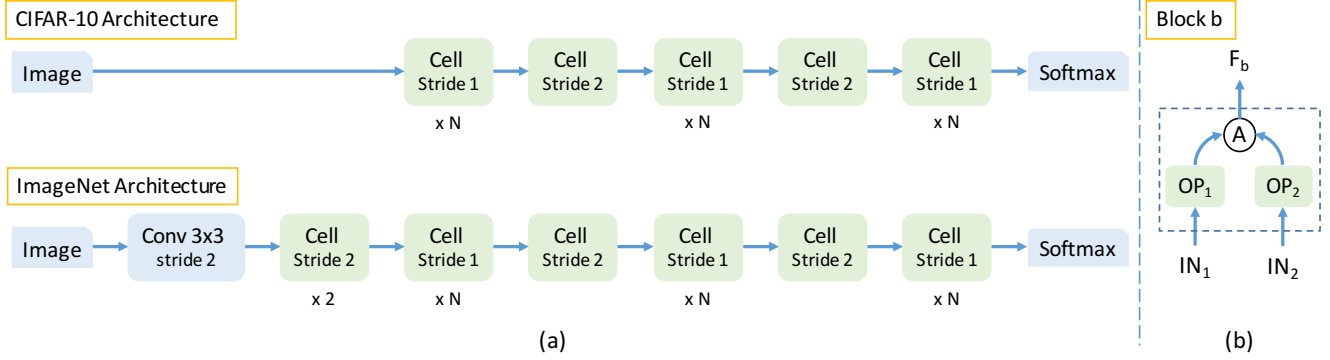 CIFAR-10 Architecture
Image
Cell
Stride 1
x N
Cell
Stride 2
Cell
Stride 1
x N
Cell
Stride 2
Cell
Stride 1
x N
Softmax
ImageNet Architecture
Image
Conv 3x3
stride 2
Cell
Stride 2
x 2
Cell
Stride 1
x N
Cell
Stride 2
Cell
Stride 1
x N
Cell
Stride 2
Cell
Stride 1
x N
Softmax
(a)
Block b
F_b
A
OP₁
OP₂
IN₁
IN₂
(b)